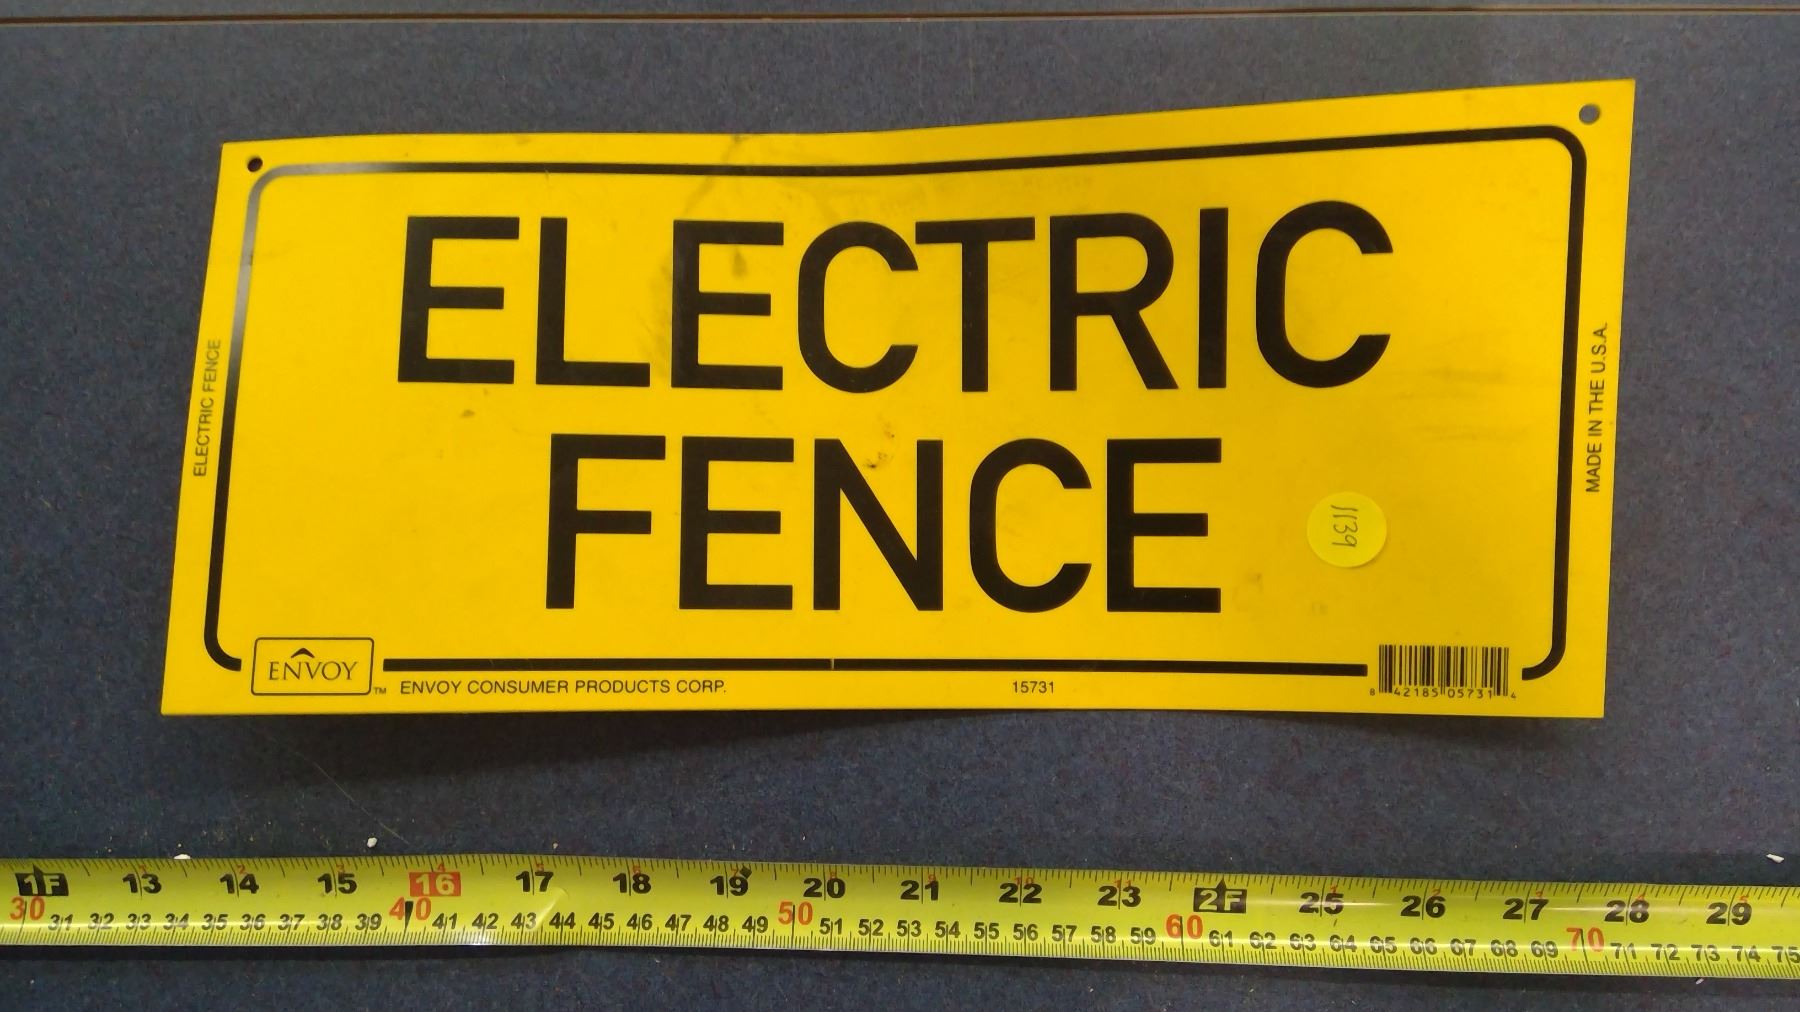 ELECTRIC
FENCE
ELECTRIC FENCE
MADE IN THE U.S.A.
1139
ENVOY
™ ENVOY CONSUMER PRODUCTS CORP.
15731
8 42185 05731 4
1F 13 14 15 16 17 18 19 20 21 22 23 2F 25 26 27 28 29
30 31 32 33 34 35 36 37 38 39 40 41 42 43 44 45 46 47 48 49 50 51 52 53 54 55 56 57 58 59 60 61 62 63 64 65 66 67 68 69 70 71 72 73 74 75